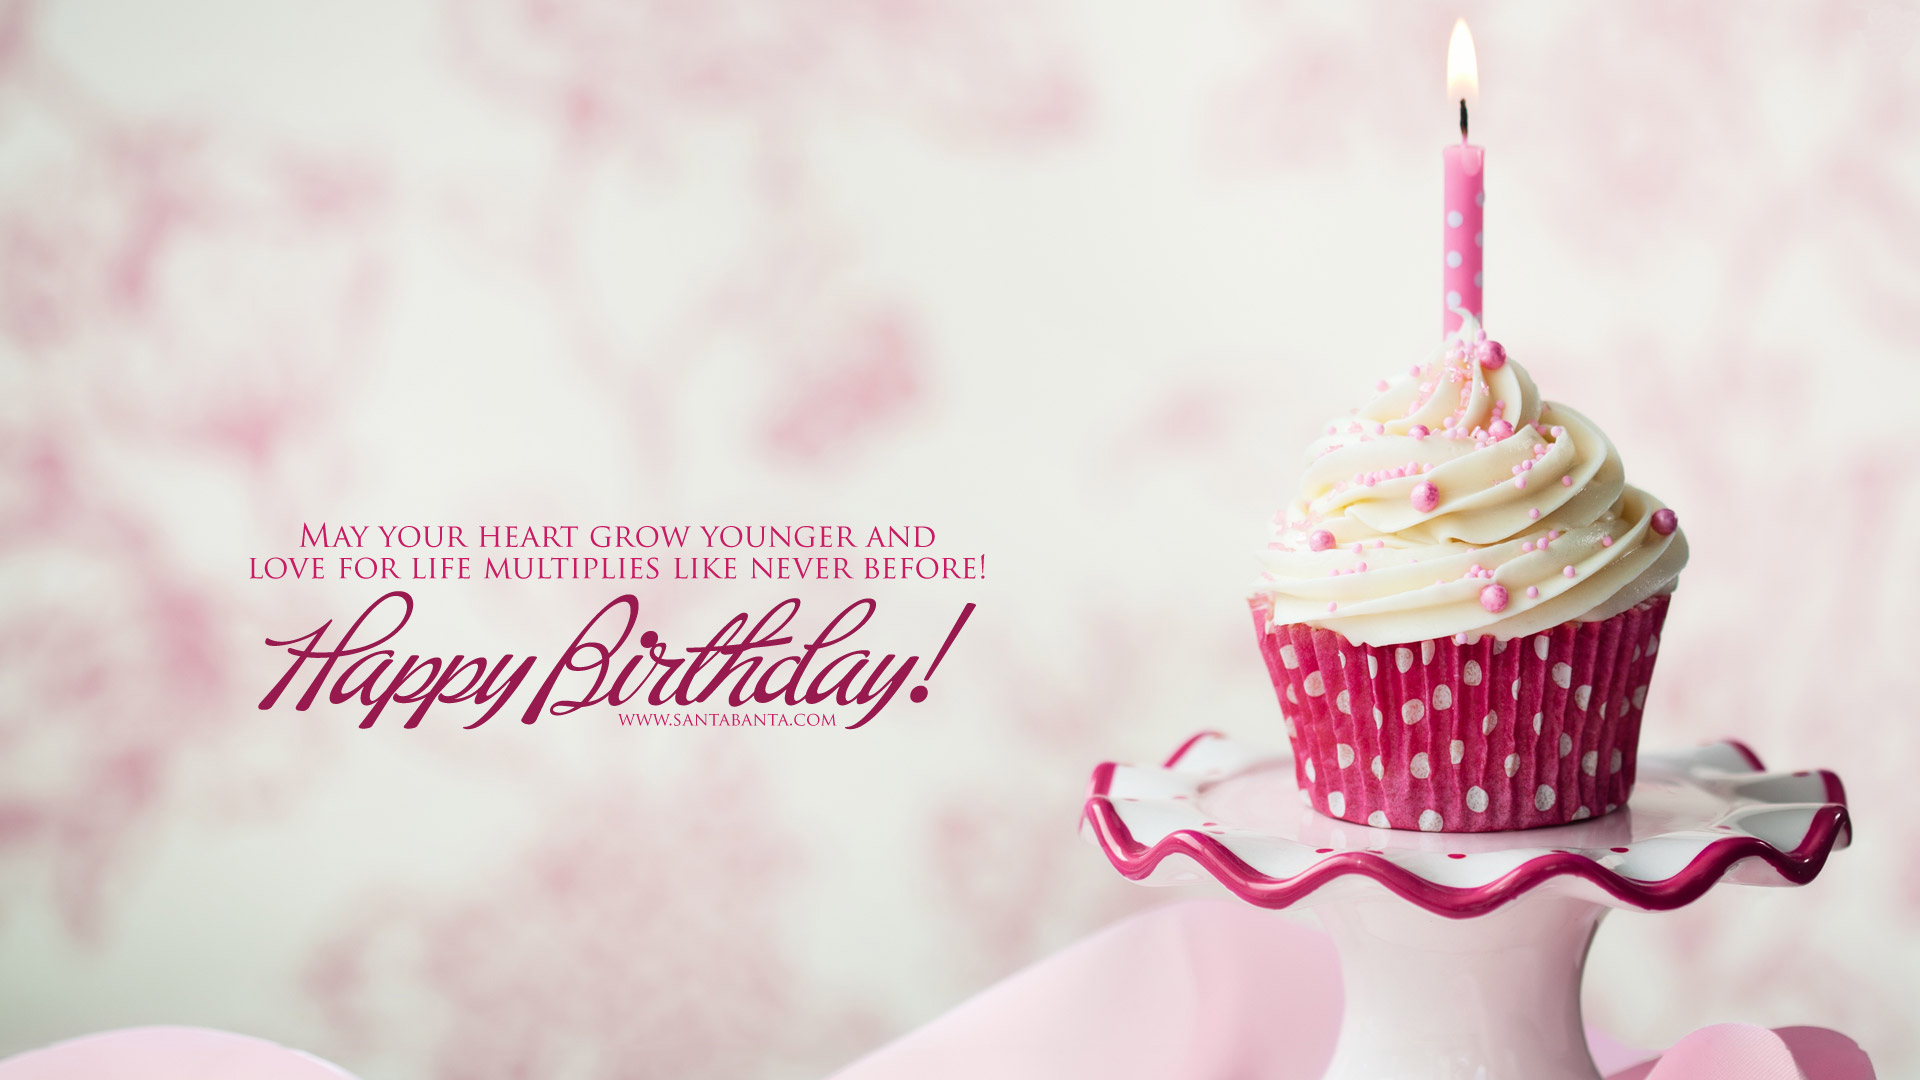 May your heart grow younger and
love for life multiplies like never before!
Happy Birthday!
www.santabanta.com